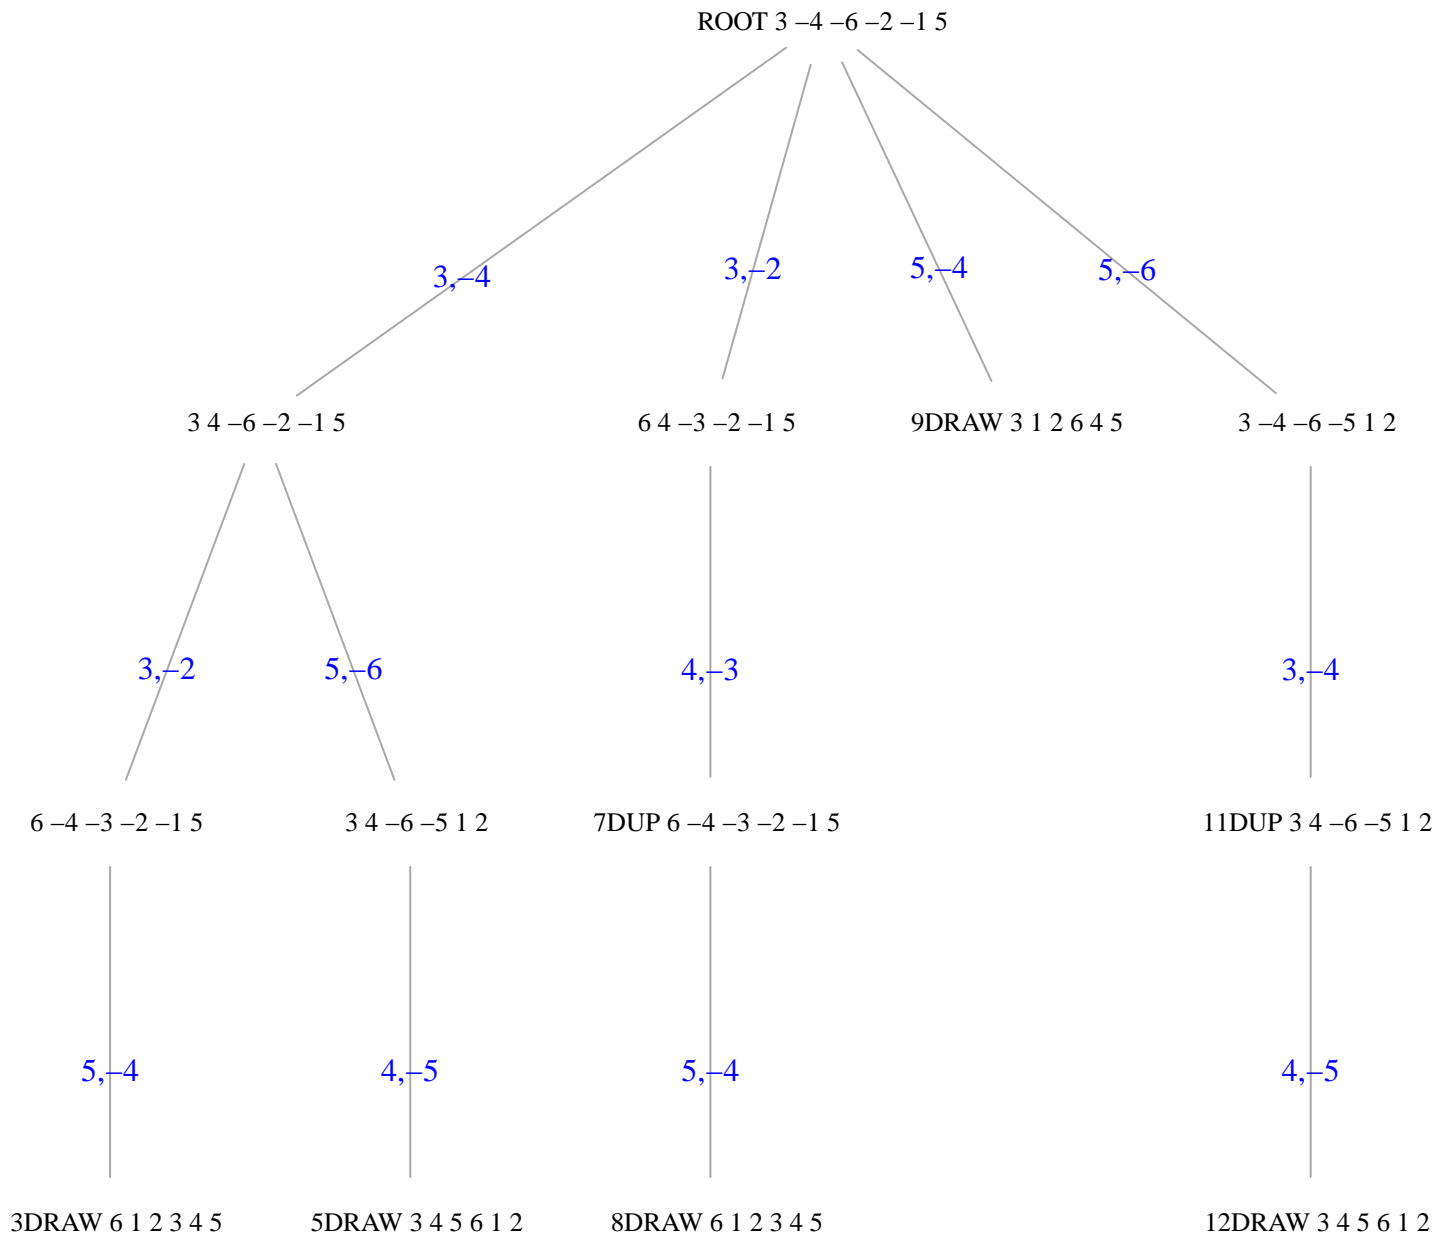 ROOT 3 –4 –6 –2 –1 5
3,–4
3,–2
5,–4
5,–6
3 4 –6 –2 –1 5
6 4 –3 –2 –1 5
9DRAW 3 1 2 6 4 5
3 –4 –6 –5 1 2
3,–2
5,–6
4,–3
3,–4
6 –4 –3 –2 –1 5
3 4 –6 –5 1 2
7DUP 6 –4 –3 –2 –1 5
11DUP 3 4 –6 –5 1 2
5,–4
4,–5
5,–4
4,–5
3DRAW 6 1 2 3 4 5
5DRAW 3 4 5 6 1 2
8DRAW 6 1 2 3 4 5
12DRAW 3 4 5 6 1 2